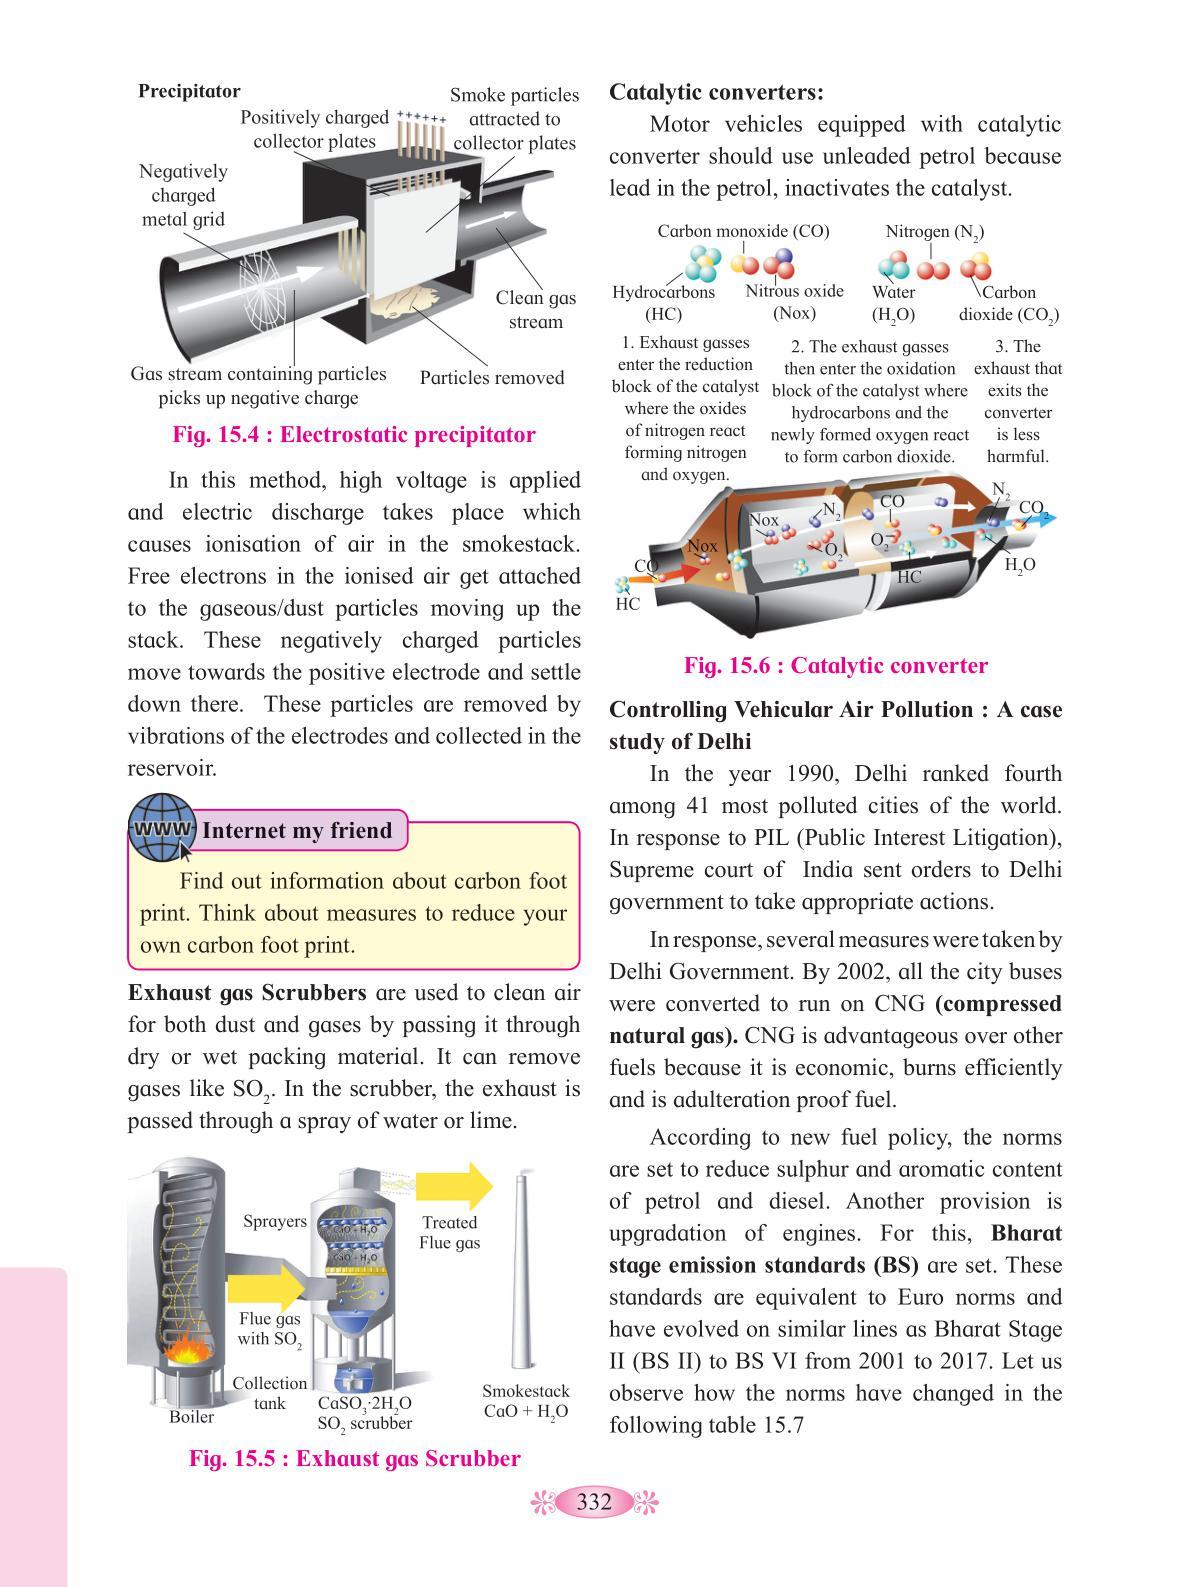 Precipitator
Positively charged
collector plates
++++++
Smoke particles
attracted to
collector plates
Negatively
charged
metal grid
Clean gas
stream
Gas stream containing particles
picks up negative charge
Particles removed
Fig. 15.4 : Electrostatic precipitator
In this method, high voltage is applied
and electric discharge takes place which
causes ionisation of air in the smokestack.
Free electrons in the ionised air get attached
to the gaseous/dust particles moving up the
stack. These negatively charged particles
move towards the positive electrode and settle
down there. These particles are removed by
vibrations of the electrodes and collected in the
reservoir.
www
Internet my friend
Find out information about carbon foot
print. Think about measures to reduce your
own carbon foot print.
Exhaust gas Scrubbers are used to clean air
for both dust and gases by passing it through
dry or wet packing material. It can remove
gases like SO₂. In the scrubber, the exhaust is
passed through a spray of water or lime.
Sprayers
CaO + H₂O
CaO + H₂O
Treated
Flue gas
Flue gas
with SO₂
Collection
tank
Boiler
CaSO₃·2H₂O
SO₂ scrubber
Smokestack
CaO + H₂O
Fig. 15.5 : Exhaust gas Scrubber
Catalytic converters:
Motor vehicles equipped with catalytic
converter should use unleaded petrol because
lead in the petrol, inactivates the catalyst.
Carbon monoxide (CO)
Nitrogen (N₂)
Hydrocarbons
(HC)
Nitrous oxide
(Nox)
Water
(H₂O)
Carbon
dioxide (CO₂)
1. Exhaust gasses
enter the reduction
block of the catalyst
where the oxides
of nitrogen react
forming nitrogen
and oxygen.
2. The exhaust gasses
then enter the oxidation
block of the catalyst where
hydrocarbons and the
newly formed oxygen react
to form carbon dioxide.
3. The
exhaust that
exits the
converter
is less
harmful.
CO
HC
Nox
Nox
N₂
O₂
CO
O₂
HC
N₂
CO₂
H₂O
Fig. 15.6 : Catalytic converter
Controlling Vehicular Air Pollution : A case
study of Delhi
In the year 1990, Delhi ranked fourth
among 41 most polluted cities of the world.
In response to PIL (Public Interest Litigation),
Supreme court of India sent orders to Delhi
government to take appropriate actions.
In response, several measures were taken by
Delhi Government. By 2002, all the city buses
were converted to run on CNG (compressed
natural gas). CNG is advantageous over other
fuels because it is economic, burns efficiently
and is adulteration proof fuel.
According to new fuel policy, the norms
are set to reduce sulphur and aromatic content
of petrol and diesel. Another provision is
upgradation of engines. For this, Bharat
stage emission standards (BS) are set. These
standards are equivalent to Euro norms and
have evolved on similar lines as Bharat Stage
II (BS II) to BS VI from 2001 to 2017. Let us
observe how the norms have changed in the
following table 15.7
332